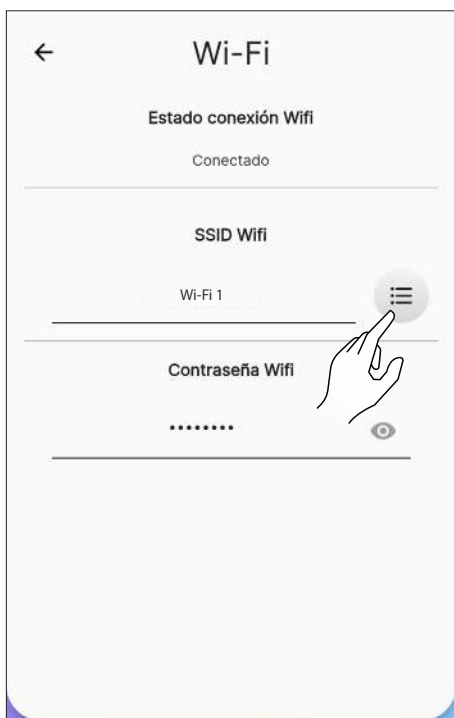 Wi-Fi
Estado conexión Wifi
Conectado
SSID Wifi
Wi-Fi 1
Contraseña Wifi
••••••••